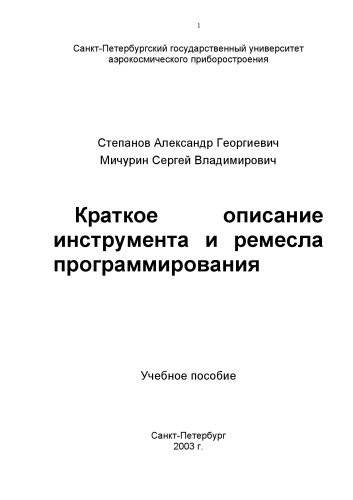 1
Санкт-Петербургский государственный университет
аэрокосмического приборостроения
Степанов Александр Георгиевич
Мичурин Сергей Владимирович
Краткое описание
инструмента и ремесла
программирования
Учебное пособие
Санкт-Петербург
2003 г.